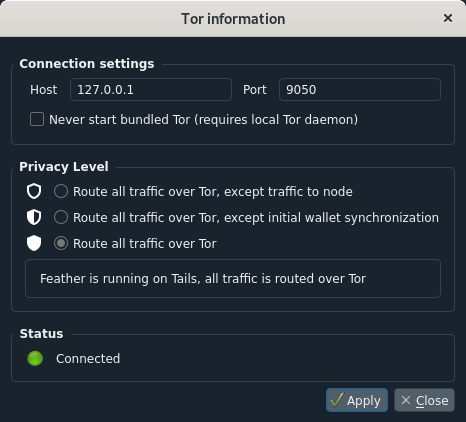 Tor information
Connection settings
Host 127.0.0.1 Port 9050
Never start bundled Tor (requires local Tor daemon)
Privacy Level
Route all traffic over Tor, except traffic to node
Route all traffic over Tor, except initial wallet synchronization
Route all traffic over Tor
Feather is running on Tails, all traffic is routed over Tor
Status
Connected
Apply Close